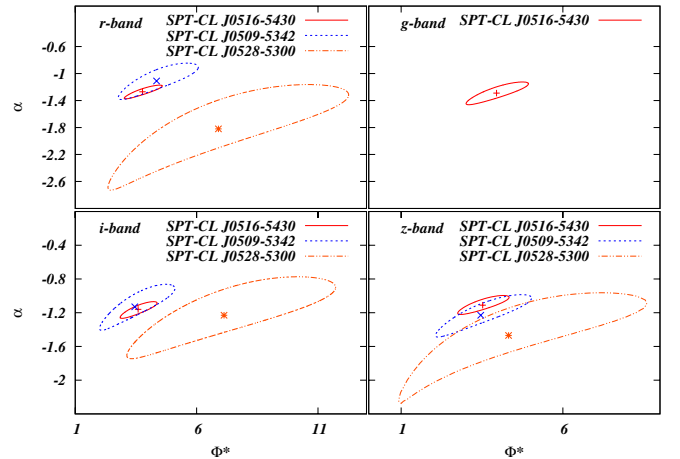 r-band SPT-CL J0516-5430
SPT-CL J0509-5342
SPT-CL J0528-5300
g-band SPT-CL J0516-5430
-0.6
-1
-1.4
-1.8
-2.2
-2.6
α
i-band SPT-CL J0516-5430
SPT-CL J0509-5342
SPT-CL J0528-5300
z-band SPT-CL J0516-5430
SPT-CL J0509-5342
SPT-CL J0528-5300
-0.4
-0.8
-1.2
-1.6
-2
α
1 6 11
1 6
Φ* Φ*